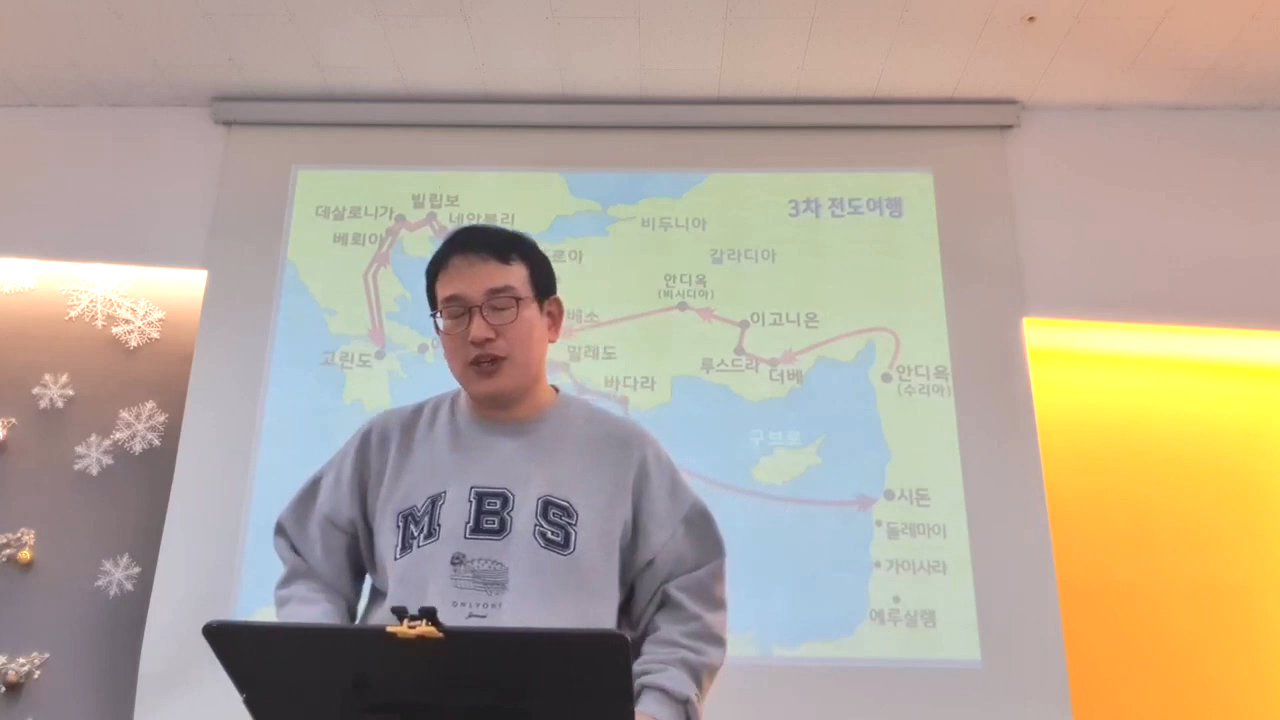 3차 전도여행
빌립보
데살로니가
네압볼리
베뢰아
비두니아
갈라디아
안디옥
(비시디아)
이고니온
고린도
말레도
루스드라
더베
바다라
안디옥
(수리아)
구브로
시돈
돌레마이
가이사랴
예루살렘
MBS